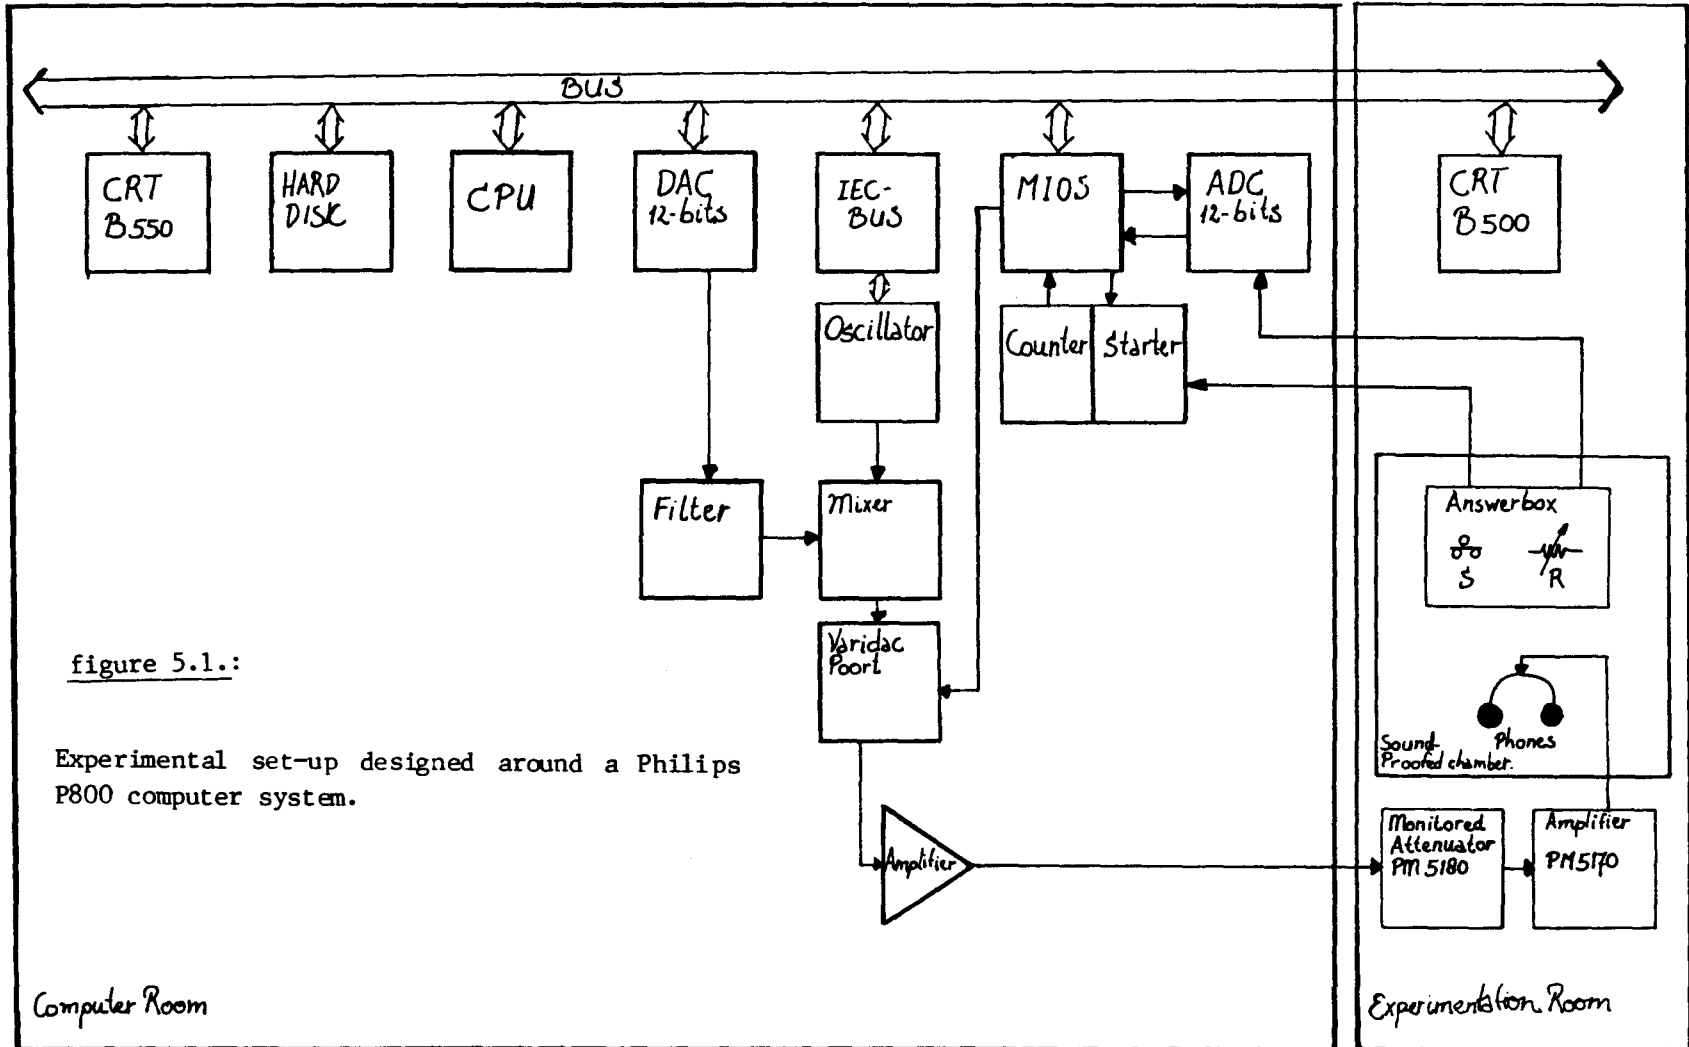 BUS
CRT
B550
HARD
DISK
CPU
DAC
12-bits
IEC-
BUS
MIOS
ADC
12-bits
CRT
B500
Oscillator
Counter
Starter
Filter
Mixer
Answerbox
S
R
Varidac
Poort
figure 5.1.:
Experimental set-up designed around a Philips
P800 computer system.
Phones
Sound-
Proofed chamber.
Amplifier
Monitored
Attenuator
PM 5180
Amplifier
PM5170
Computer Room
Experimentation Room